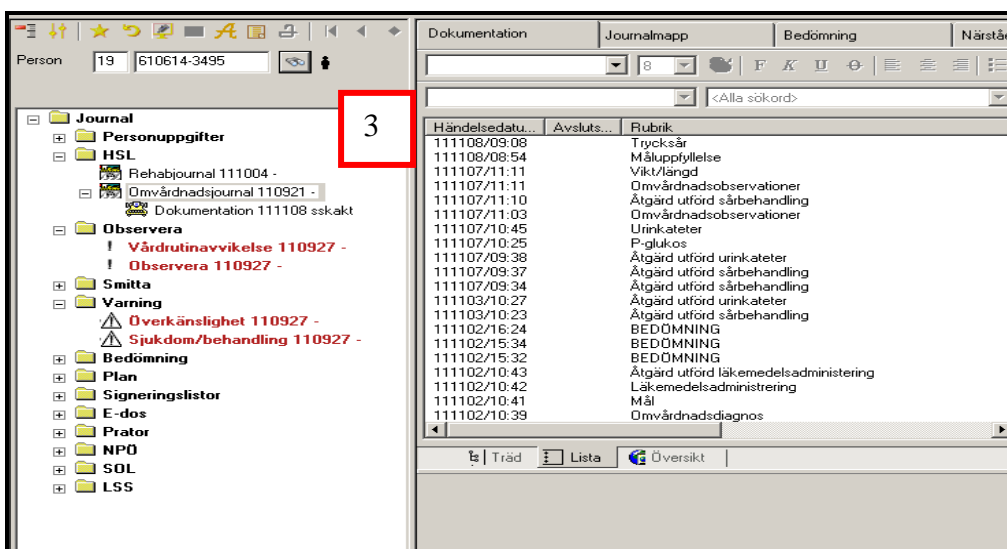 Person 19 610614-3495
3
Journal
Personuppgifter
HSL
Rehabjournal 111004 -
Omvårdnadsjournal 110921 -
Dokumentation 111108 sskakt
Observera
! Vårdrutinavvikelse 110927 -
! Observera 110927 -
Smitta
Varning
Överkänslighet 110927 -
Sjukdom/behandling 110927 -
Bedömning
Plan
Signeringslistor
E-dos
Prator
NPÖ
SOL
LSS
Dokumentation Journalmapp Bedömning Närstå
8 F K U
<Alla sökord>
Händelsedatu... Avsluts... Rubrik
111108/09:08 Trycksår
111108/08:54 Måluppfyllelse
111107/11:11 Vikt/längd
111107/11:11 Omvårdnadsobservationer
111107/11:10 Åtgärd utförd sårbehandling
111107/11:03 Omvårdnadsobservationer
111107/10:45 Urinkateter
111107/10:25 P-glukos
111107/09:38 Åtgärd utförd urinkateter
111107/09:37 Åtgärd utförd sårbehandling
111107/09:34 Åtgärd utförd sårbehandling
111103/10:27 Åtgärd utförd urinkateter
111103/10:23 Åtgärd utförd sårbehandling
111102/16:24 BEDÖMNING
111102/15:34 BEDÖMNING
111102/15:32 BEDÖMNING
111102/10:43 Åtgärd utförd läkemedelsadministering
111102/10:42 Läkemedelsadministrering
111102/10:41 Mål
111102/10:39 Omvårdnadsdiagnos
Träd Lista Översikt